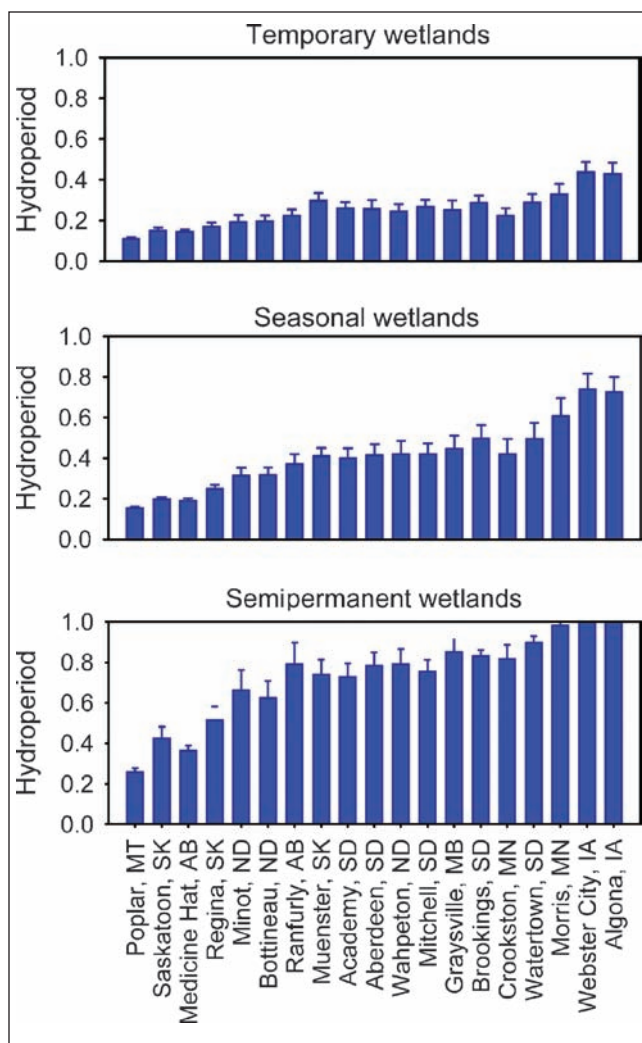 Temporary wetlands
Hydroperiod
1.0
0.8
0.6
0.4
0.2
0.0
Seasonal wetlands
Hydroperiod
1.0
0.8
0.6
0.4
0.2
0.0
Semipermanent wetlands
Hydroperiod
1.0
0.8
0.6
0.4
0.2
0.0
Poplar, MT
Saskatoon, SK
Medicine Hat, AB
Regina, SK
Minot, ND
Bottineau, ND
Ranfurly, AB
Muenster, SK
Academy, SD
Aberdeen, SD
Wahpeton, ND
Mitchell, SD
Graysville, MB
Brookings, SD
Crookston, MN
Watertown, SD
Morris, MN
Webster City, IA
Algona, IA